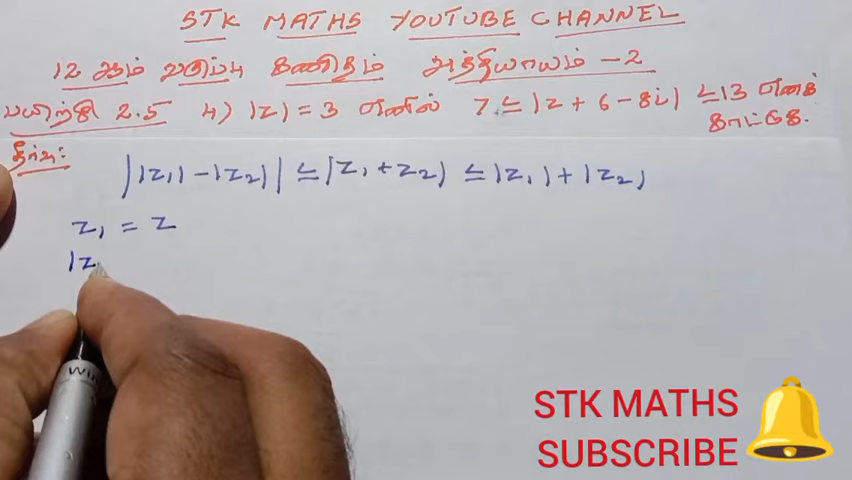 STK MATHS YOUTUBE CHANNEL
12 ஆம் வகுப்பு கணிதம் அத்தியாயம் - 2
பயிற்சி 2.5 4) |z| = 3 எனில் 7 ≤ |z + 6 - 8i| ≤ 13 எனக்
காட்டுக.
தீர்வு:
||z₁| - |z₂|| ≤ |z₁ + z₂| ≤ |z₁| + |z₂|
z₁ = z
|z₁
STK MATHS
SUBSCRIBE